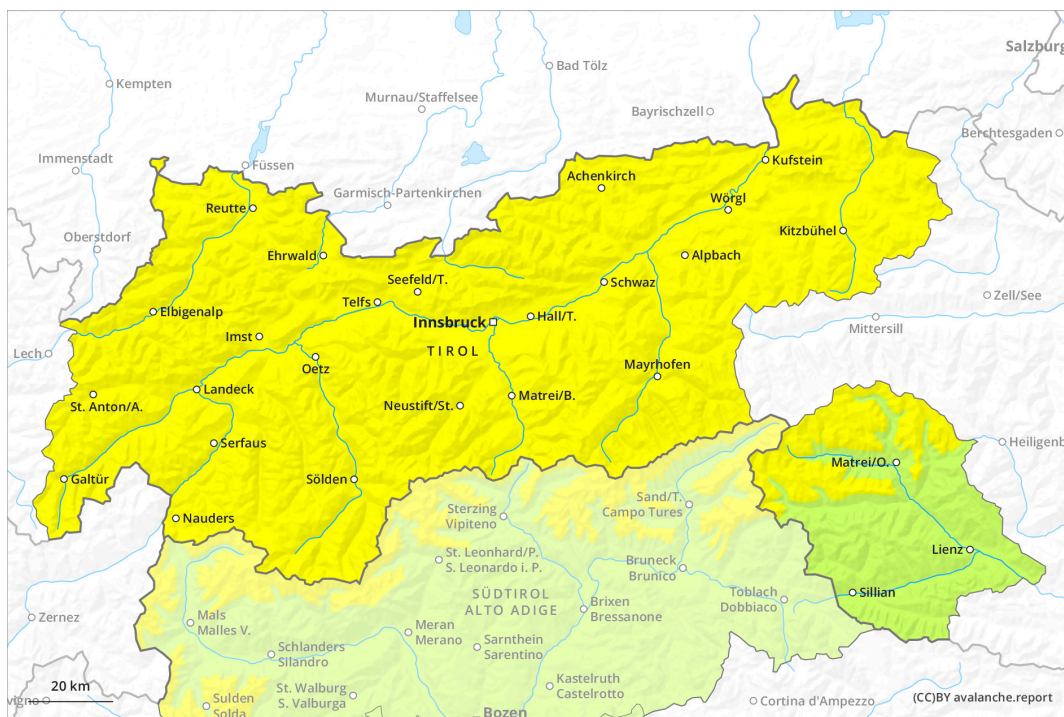 Salzburg
Kempten
Bad Tölz
Murnau/Staffelsee
Bayrischzell
Berchtesgaden
Immenstadt
Füssen
Kufstein
Achenkirch
Garmisch-Partenkirchen
Reutte
Wörgl
Oberstdorf
Kitzbühel
Ehrwald
Alpbach
Seefeld/T.
Schwaz
Zell/See
Telfs
Elbigenalp
Hall/T.
Innsbruck
Mittersill
Imst
Lech
TIROL
Oetz
Mayrhofen
Landeck
St. Anton/A.
Neustift/St.
Matrei/B.
Serfaus
Heiligenb
Matrei/O.
Galtür
Sölden
Sand/T.
Campo Tures
Sterzing
Vipiteno
Nauders
St. Leonhard/P.
S. Leonardo i. P.
Lienz
Bruneck
Brunico
SÜDTIROL
ALTO ADIGE
Sillian
Toblach
Dobbiaco
Brixen
Bressanone
Zernez
Mals
Malles V.
Meran
Merano
Sarnthein
Sarentino
Schlanders
Silandro
Kastelruth
Castelrotto
20 km
St. Walburg
S. Valburga
vigno
Sulden
Solda
Cortina d'Ampezzo
(CC)BY avalanche.report
Bozen